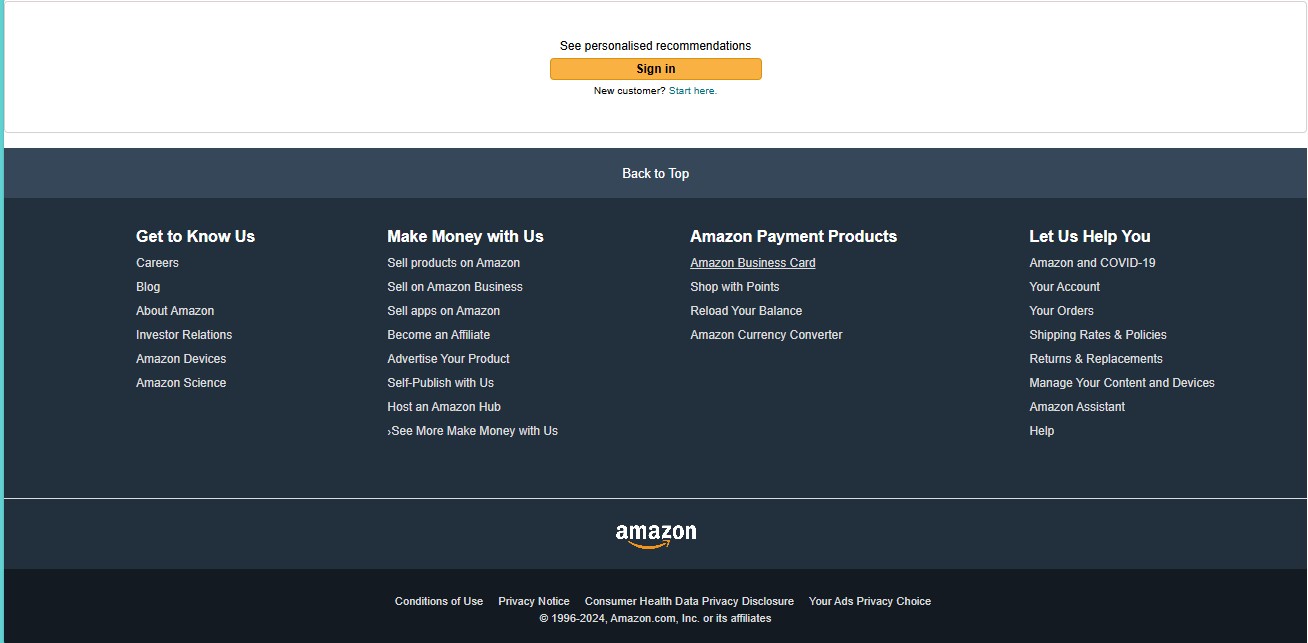 See personalised recommendations
Sign in
New customer? Start here.
Back to Top
Get to Know Us
Careers
Blog
About Amazon
Investor Relations
Amazon Devices
Amazon Science
Make Money with Us
Sell products on Amazon
Sell on Amazon Business
Sell apps on Amazon
Become an Affiliate
Advertise Your Product
Self-Publish with Us
Host an Amazon Hub
›See More Make Money with Us
Amazon Payment Products
Amazon Business Card
Shop with Points
Reload Your Balance
Amazon Currency Converter
Let Us Help You
Amazon and COVID-19
Your Account
Your Orders
Shipping Rates & Policies
Returns & Replacements
Manage Your Content and Devices
Amazon Assistant
Help
amazon
Conditions of Use Privacy Notice Consumer Health Data Privacy Disclosure Your Ads Privacy Choice
© 1996-2024, Amazon.com, Inc. or its affiliates